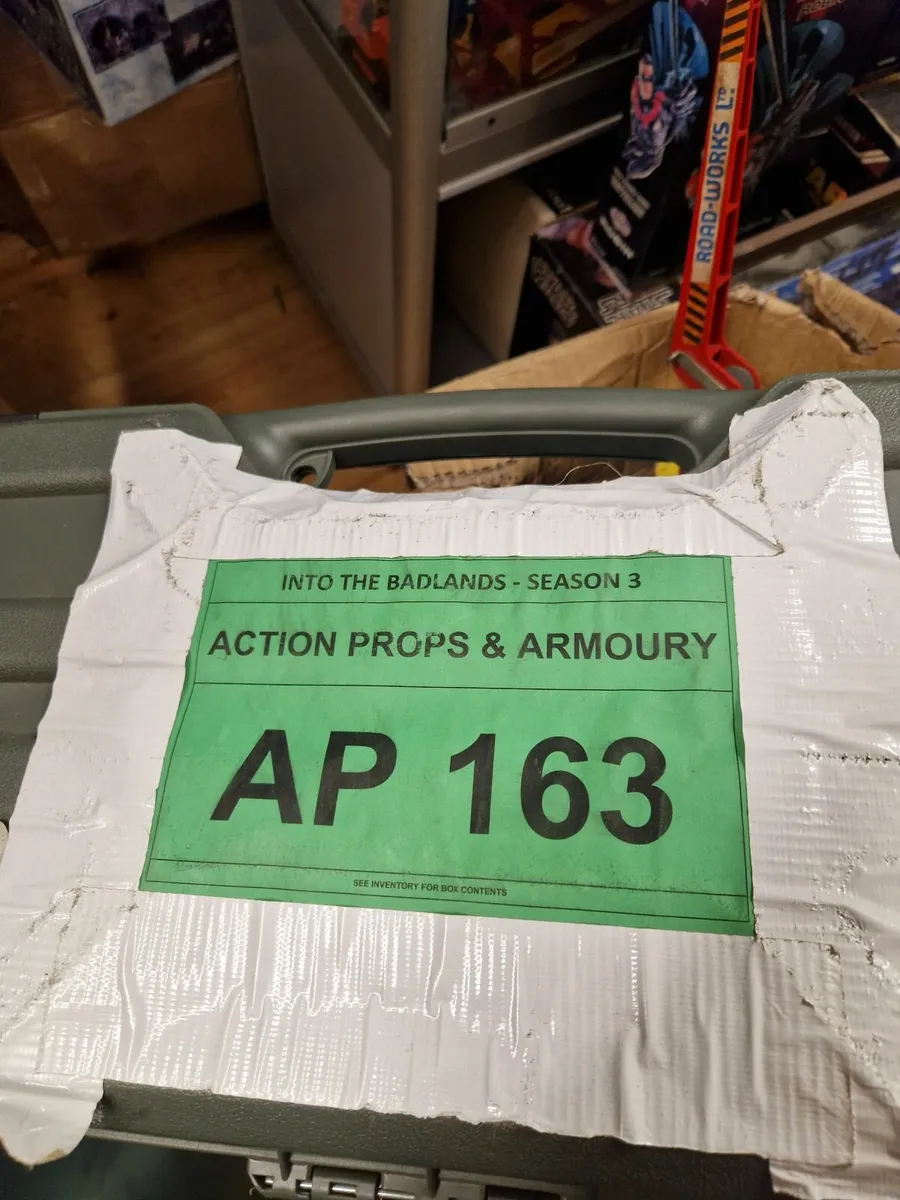 ROAD-WORKS LTD.
INTO THE BADLANDS - SEASON 3
ACTION PROPS & ARMOURY
AP 163
SEE INVENTORY FOR BOX CONTENTS